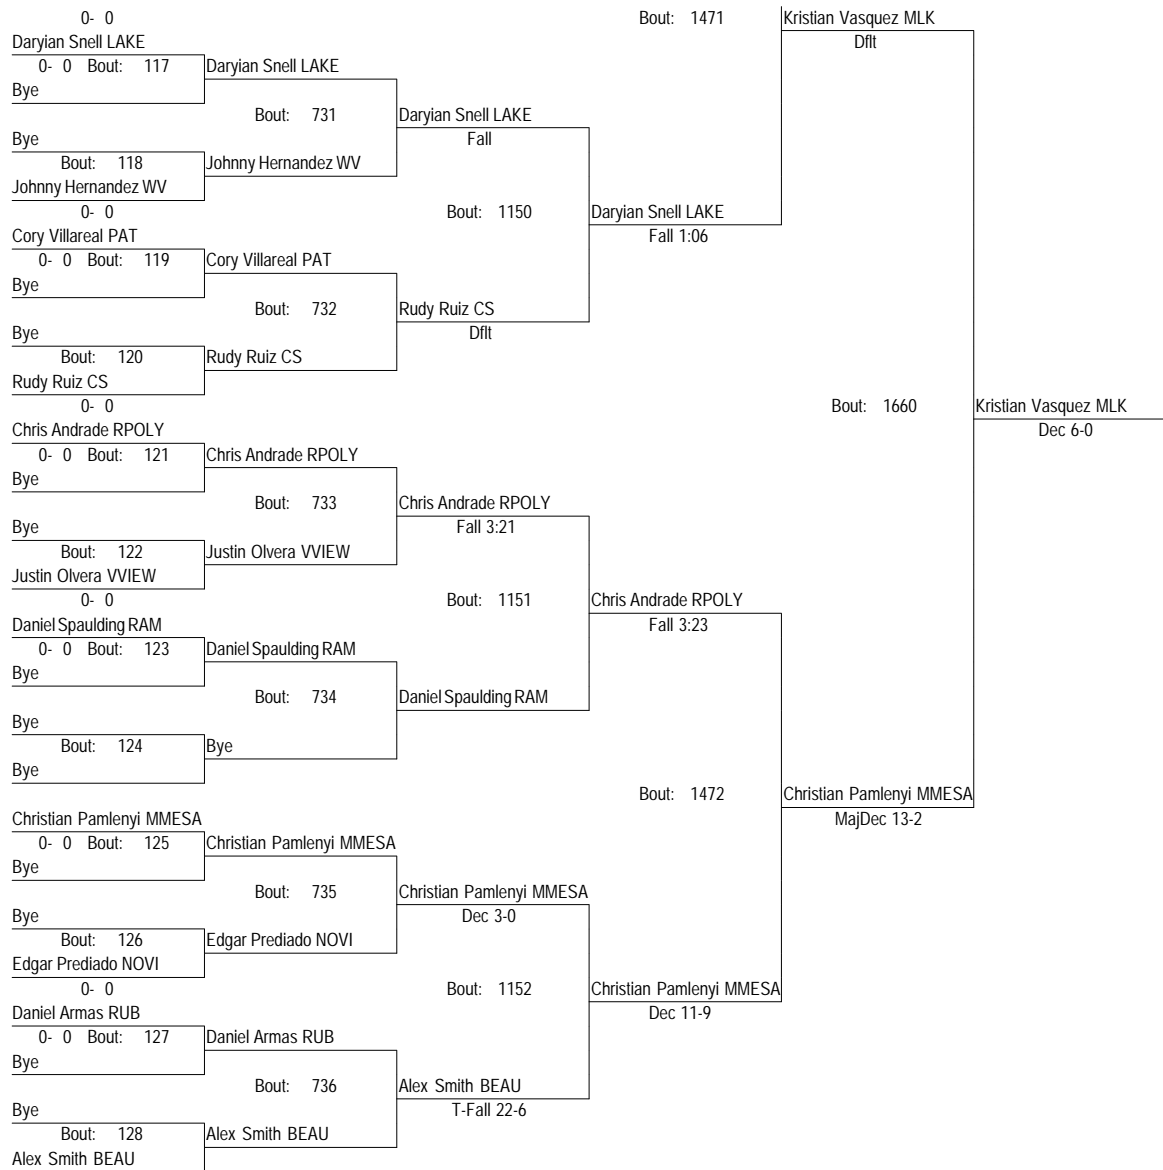 0- 0
Bout: 1471
Kristian Vasquez MLK
Daryian Snell LAKE
Dflt
0- 0 Bout: 117
Daryian Snell LAKE
Bye
Bout: 731
Daryian Snell LAKE
Bye
Fall
Bout: 118
Johnny Hernandez WV
Johnny Hernandez WV
0- 0
Bout: 1150
Daryian Snell LAKE
Cory Villareal PAT
Fall 1:06
0- 0 Bout: 119
Cory Villareal PAT
Bye
Bout: 732
Rudy Ruiz CS
Bye
Dflt
Bout: 120
Rudy Ruiz CS
Rudy Ruiz CS
0- 0
Bout: 1660
Kristian Vasquez MLK
Chris Andrade RPOLY
Dec 6-0
0- 0 Bout: 121
Chris Andrade RPOLY
Bye
Bout: 733
Chris Andrade RPOLY
Bye
Fall 3:21
Bout: 122
Justin Olvera VVIEW
Justin Olvera VVIEW
0- 0
Bout: 1151
Chris Andrade RPOLY
Daniel Spaulding RAM
Fall 3:23
0- 0 Bout: 123
Daniel Spaulding RAM
Bye
Bout: 734
Daniel Spaulding RAM
Bye
Bout: 124
Bye
Bye
Bout: 1472
Christian Pamlenyi MMESA
Christian Pamlenyi MMESA
MajDec 13-2
0- 0 Bout: 125
Christian Pamlenyi MMESA
Bye
Bout: 735
Christian Pamlenyi MMESA
Bye
Dec 3-0
Bout: 126
Edgar Prediado NOVI
Edgar Prediado NOVI
0- 0
Bout: 1152
Christian Pamlenyi MMESA
Daniel Armas RUB
Dec 11-9
0- 0 Bout: 127
Daniel Armas RUB
Bye
Bout: 736
Alex Smith BEAU
Bye
T-Fall 22-6
Bout: 128
Alex Smith BEAU
Alex Smith BEAU